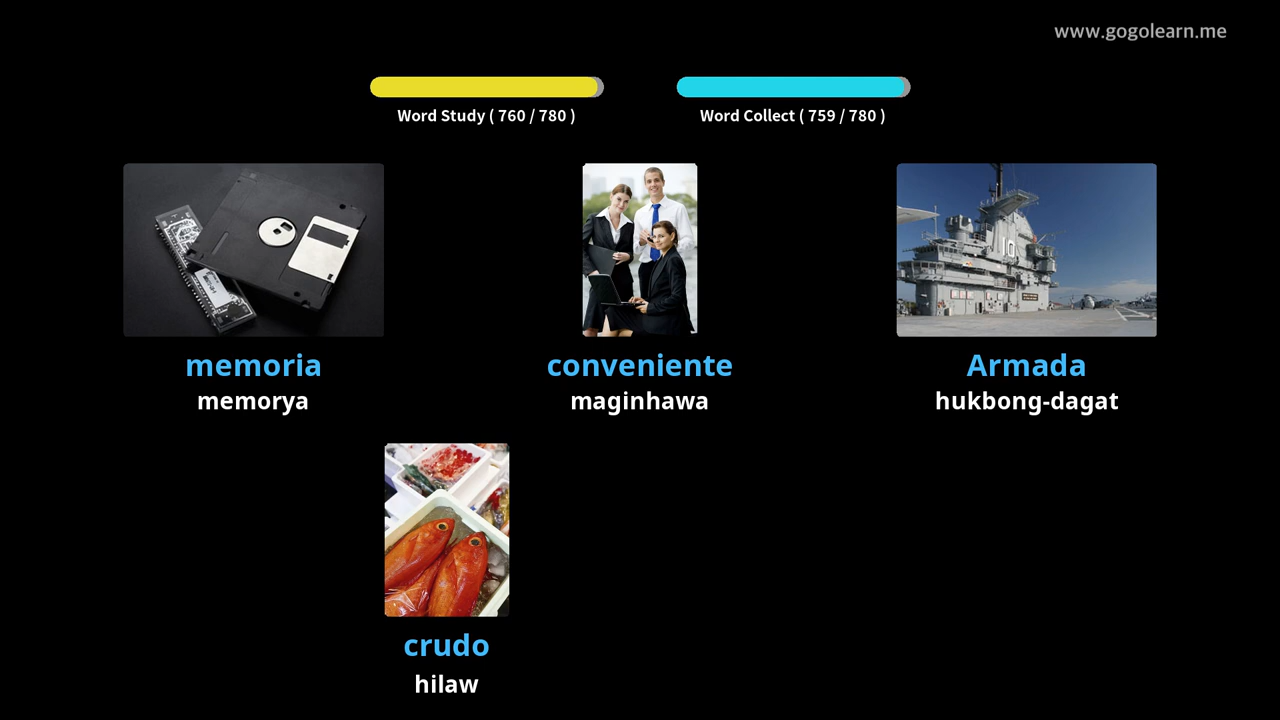 www.gogolearn.me
Word Study ( 760 / 780 )
Word Collect ( 759 / 780 )
memoria
memorya
conveniente
maginhawa
10
Armada
hukbong-dagat
crudo
hilaw